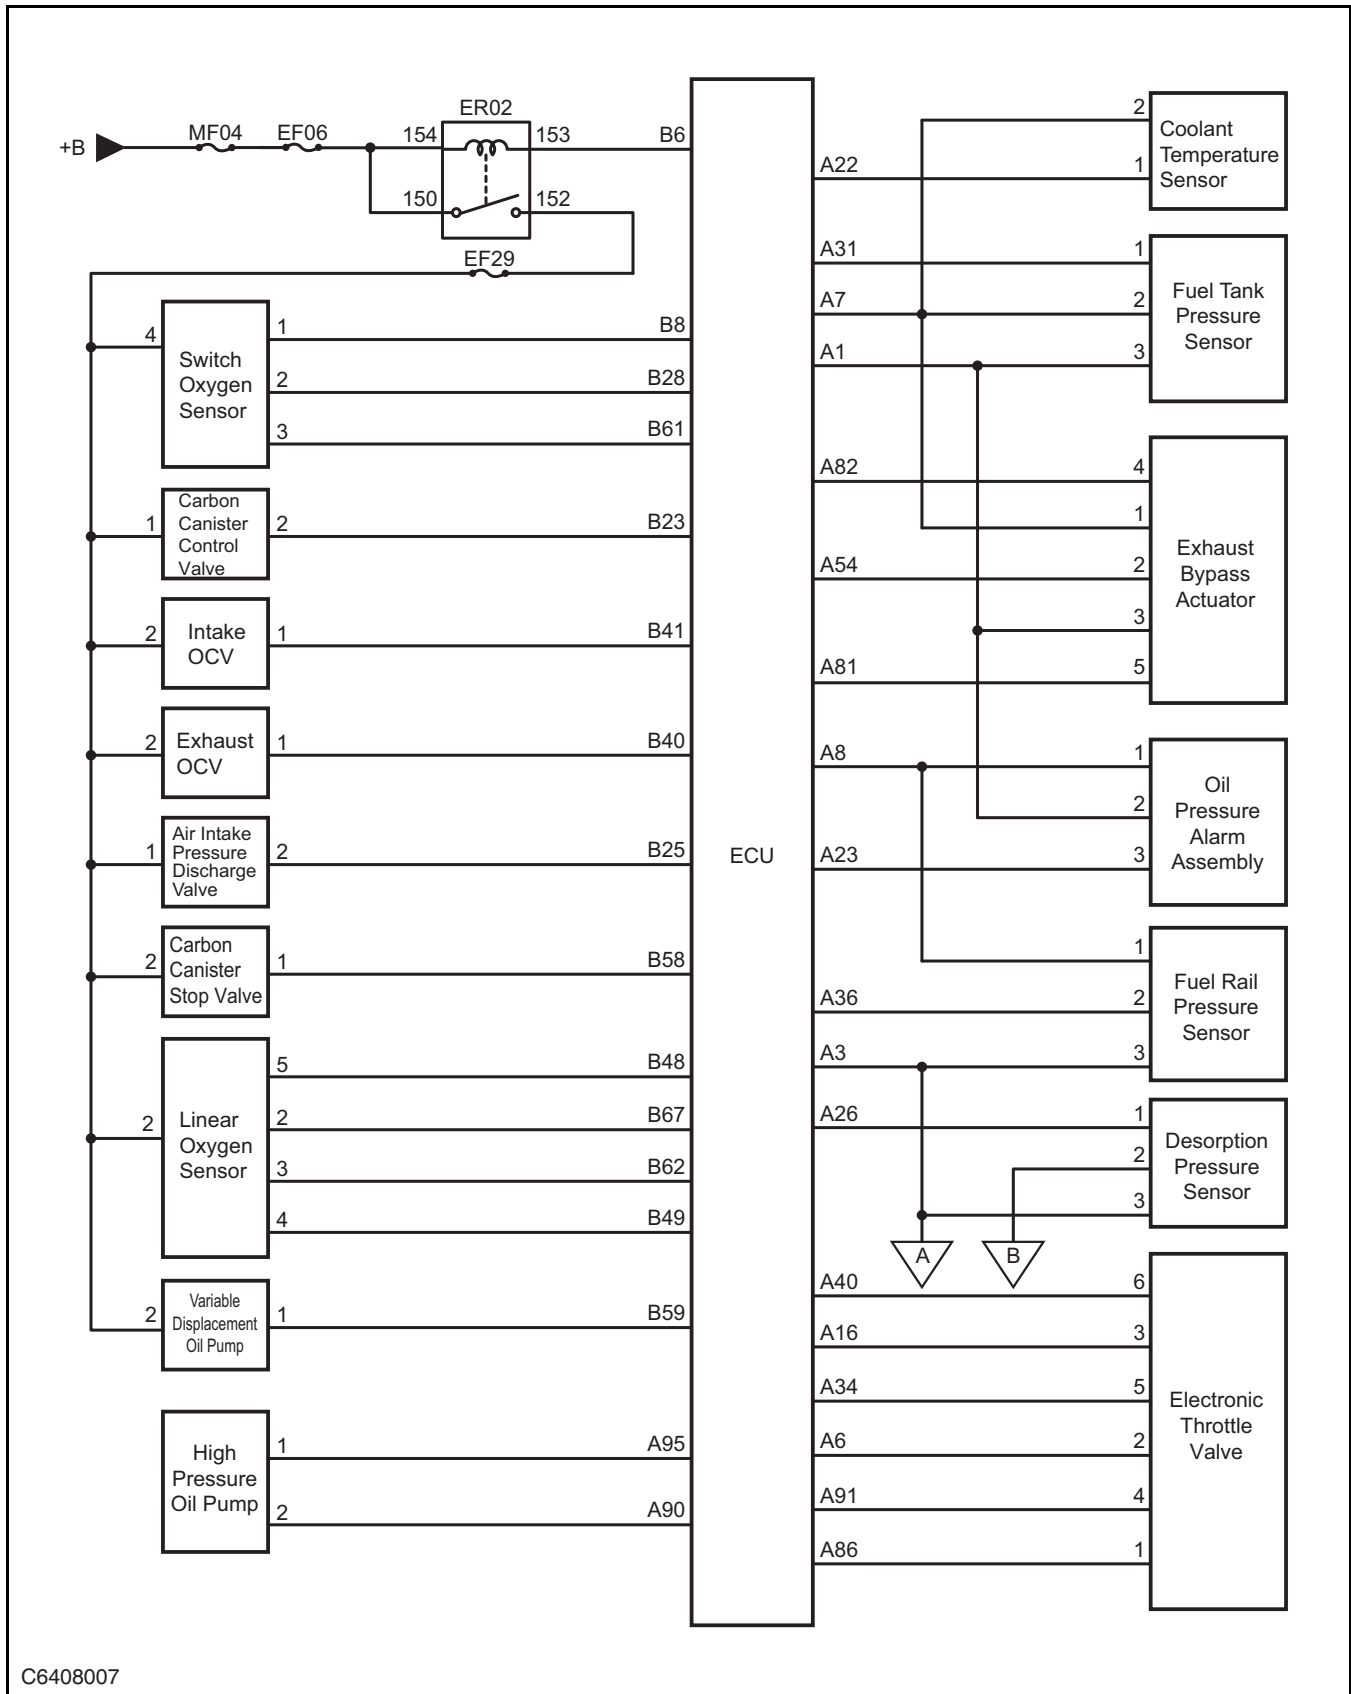 ER02
+B MF04 EF06 154 153 B6
150 152
EF29
4 Switch Oxygen Sensor 1 B8
2 B28
3 B61
1 Carbon Canister Control Valve 2 B23
2 Intake OCV 1 B41
2 Exhaust OCV 1 B40
1 Air Intake Pressure Discharge Valve 2 B25
2 Carbon Canister Stop Valve 1 B58
2 Linear Oxygen Sensor 5 B48
2 B67
3 B62
4 B49
2 Variable Displacement Oil Pump 1 B59
High Pressure Oil Pump 1 A95
2 A90
ECU
2 Coolant Temperature Sensor
A22 1
A31 1
A7 2 Fuel Tank Pressure Sensor
A1 3
A82 4
1
A54 2 Exhaust Bypass Actuator
3
A81 5
A8 1
2 Oil Pressure Alarm Assembly
A23 3
1
A36 2 Fuel Rail Pressure Sensor
A3 3
A26 1
2 Desorption Pressure Sensor
3
A B
A40 6
A16 3
A34 5 Electronic Throttle Valve
A6 2
A91 4
A86 1
C6408007